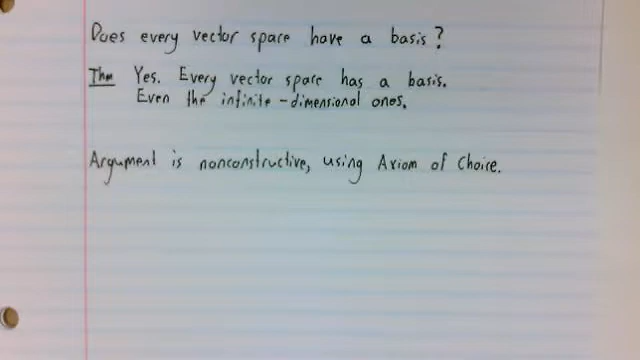 Does every vector space have a basis?
Thm Yes. Every vector space has a basis.
Even the infinite-dimensional ones.
Argument is nonconstructive, using Axiom of Choice.